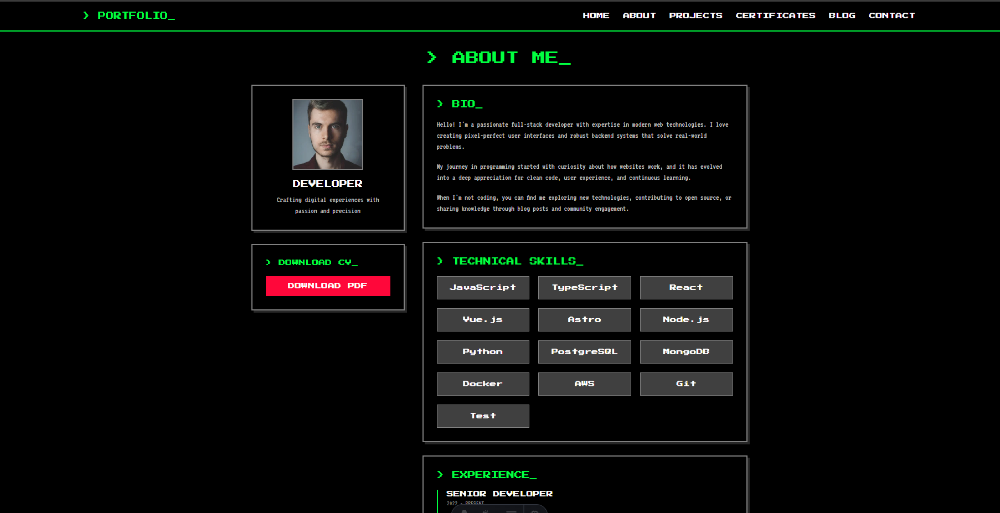 > PORTFOLIO_
HOME ABOUT PROJECTS CERTIFICATES BLOG CONTACT
> ABOUT ME_
DEVELOPER
Crafting digital experiences with
passion and precision
> DOWNLOAD CV_
DOWNLOAD PDF
> BIO_
Hello! I'm a passionate full-stack developer with expertise in modern web technologies. I love
creating pixel-perfect user interfaces and robust backend systems that solve real-world
problems.
My journey in programming started with curiosity about how websites work, and it has evolved
into a deep appreciation for clean code, user experience, and continuous learning.
When I'm not coding, you can find me exploring new technologies, contributing to open source, or
sharing knowledge through blog posts and community engagement.
> TECHNICAL SKILLS_
JavaScript TypeScript React
Vue.js Astro Node.js
Python PostgreSQL MongoDB
Docker AWS Git
Test
> EXPERIENCE_
SENIOR DEVELOPER
2022 - PRESENT